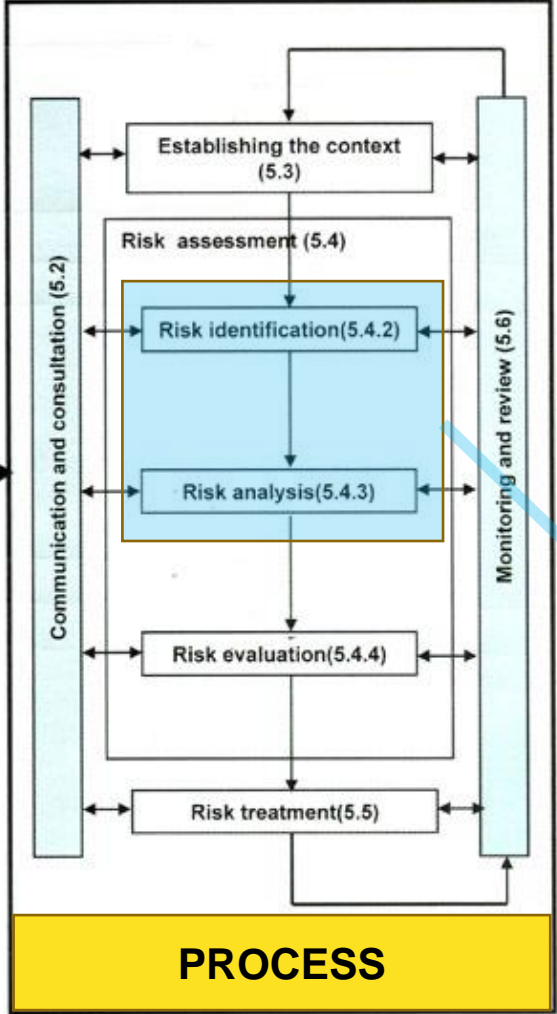 Establishing the context
(5.3)
Risk assessment (5.4)
Communication and consultation (5.2)
Risk identification(5.4.2)
Monitoring and review (5.6)
Risk analysis(5.4.3)
Risk evaluation(5.4.4)
Risk treatment(5.5)
PROCESS